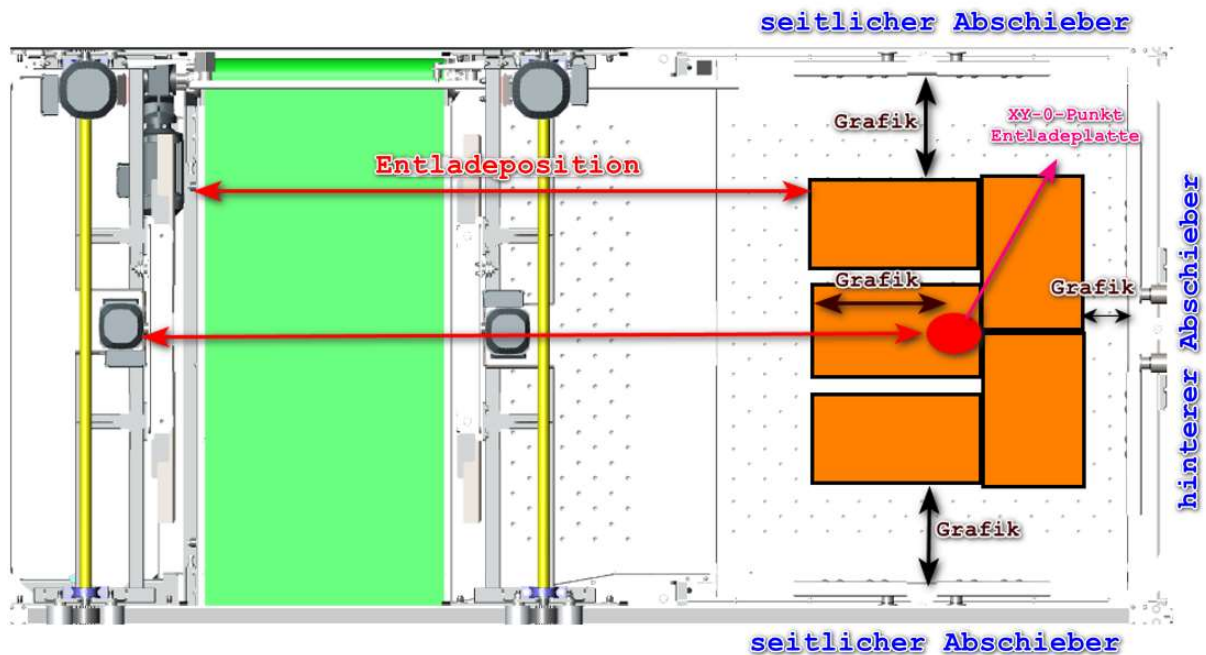 seitlicher Abschieber
Grafik
XY-0-Punkt
Entladeplatte
Entladeposition
Grafik
Grafik
hinterer Abschieber
Grafik
seitlicher Abschieber